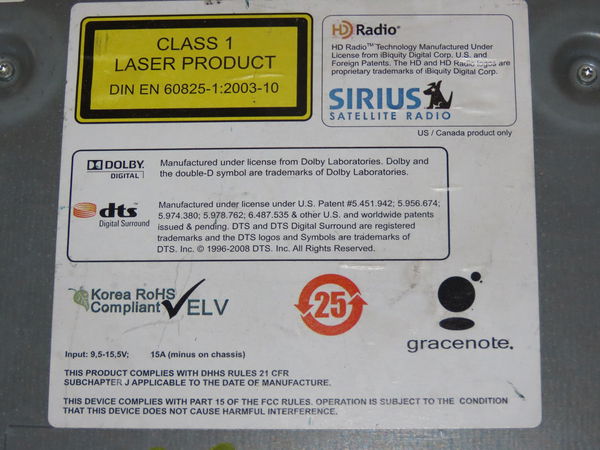 CLASS 1
LASER PRODUCT
DIN EN 60825-1:2003-10
HD Radio
HD Radio™ Technology Manufactured Under
License from iBiquity Digital Corp. U.S. and
Foreign Patents. The HD and HD Radio logos are
proprietary trademarks of iBiquity Digital Corp.
SIRIUS
SATELLITE RADIO
US / Canada product only
DOLBY
DIGITAL
Manufactured under license from Dolby Laboratories. Dolby and
the double-D symbol are trademarks of Dolby Laboratories.
dts
Digital Surround
Manufactured under license under U.S. Patent #5.451.942; 5.956.674;
5.974.380; 5.978.762; 6.487.535 & other U.S. and worldwide patents
issued & pending. DTS and DTS Digital Surround are registered
trademarks and the DTS logos and Symbols are trademarks of
DTS. Inc. © 1996-2008 DTS. Inc. All Rights Reserved.
Korea RoHS
Compliant ELV
25
gracenote.
Input: 9,5-15,5V; 15A (minus on chassis)
THIS PRODUCT COMPLIES WITH DHHS RULES 21 CFR
SUBCHAPTER J APPLICABLE TO THE DATE OF MANUFACTURE.
THIS DEVICE COMPLIES WITH PART 15 OF THE FCC RULES. OPERATION IS SUBJECT TO THE CONDITION
THAT THIS DEVICE DOES NOT CAUSE HARMFUL INTERFERENCE.